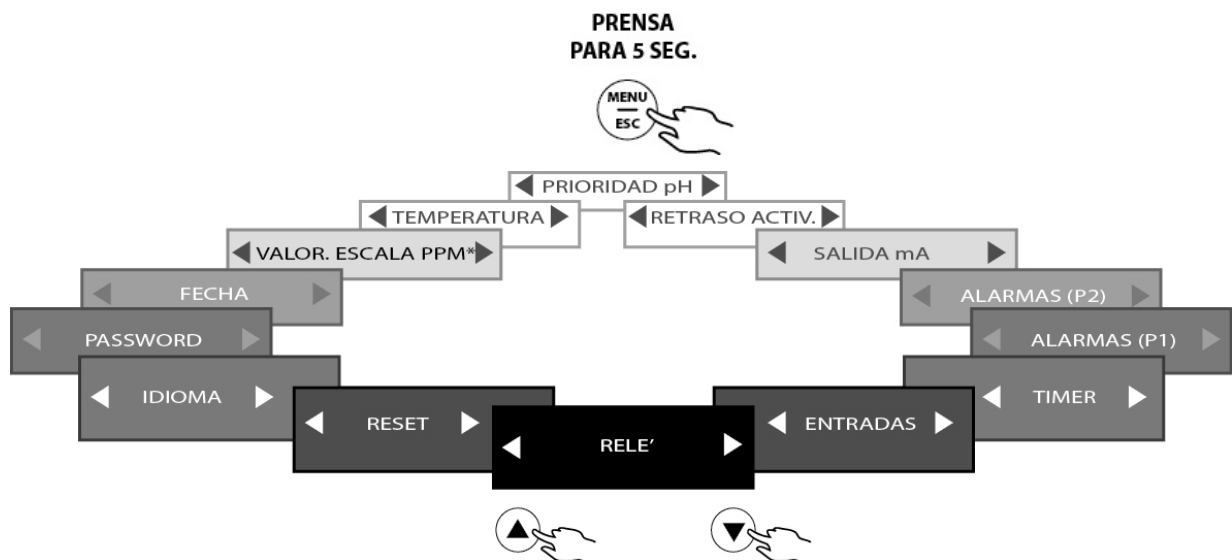 PRENSA
PARA 5 SEG.
MENU
ESC
PRIORIDAD pH
TEMPERATURA
RETRASO ACTIV.
VALOR. ESCALA PPM*
SALIDA mA
FECHA
ALARMAS (P2)
PASSWORD
ALARMAS (P1)
IDIOMA
TIMER
RESET
ENTRADAS
RELE'